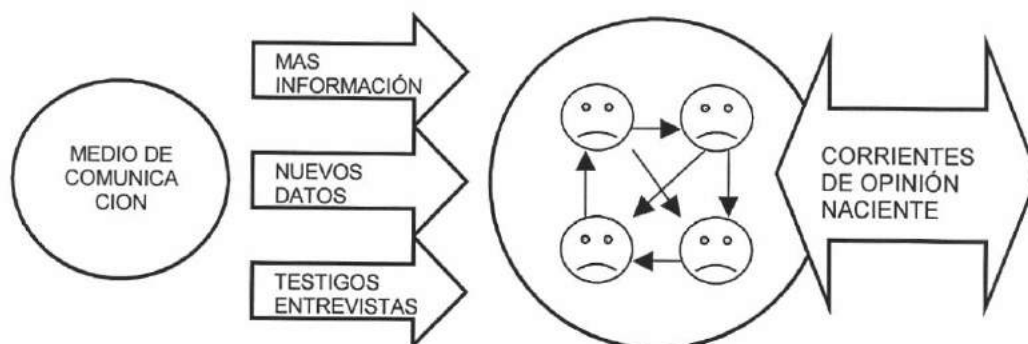 MEDIO DE
COMUNICA
CION
MAS
INFORMACIÓN
NUEVOS
DATOS
TESTIGOS
ENTREVISTAS
CORRIENTES
DE OPINIÓN
NACIENTE